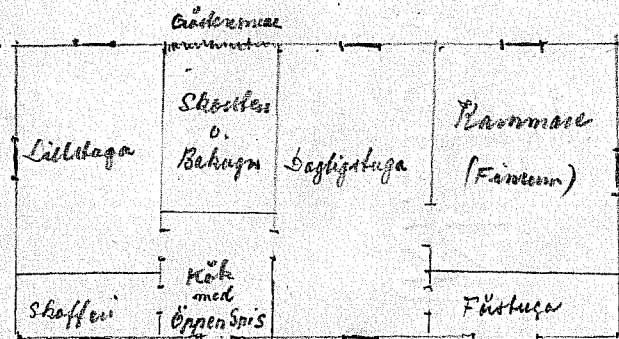 Skorsten
o.
Bakugn
Lillstuga
Dagligstuga
Kammare
(Finrum)
Skafferi
Kök
med
Öppen Spis
Förstuga